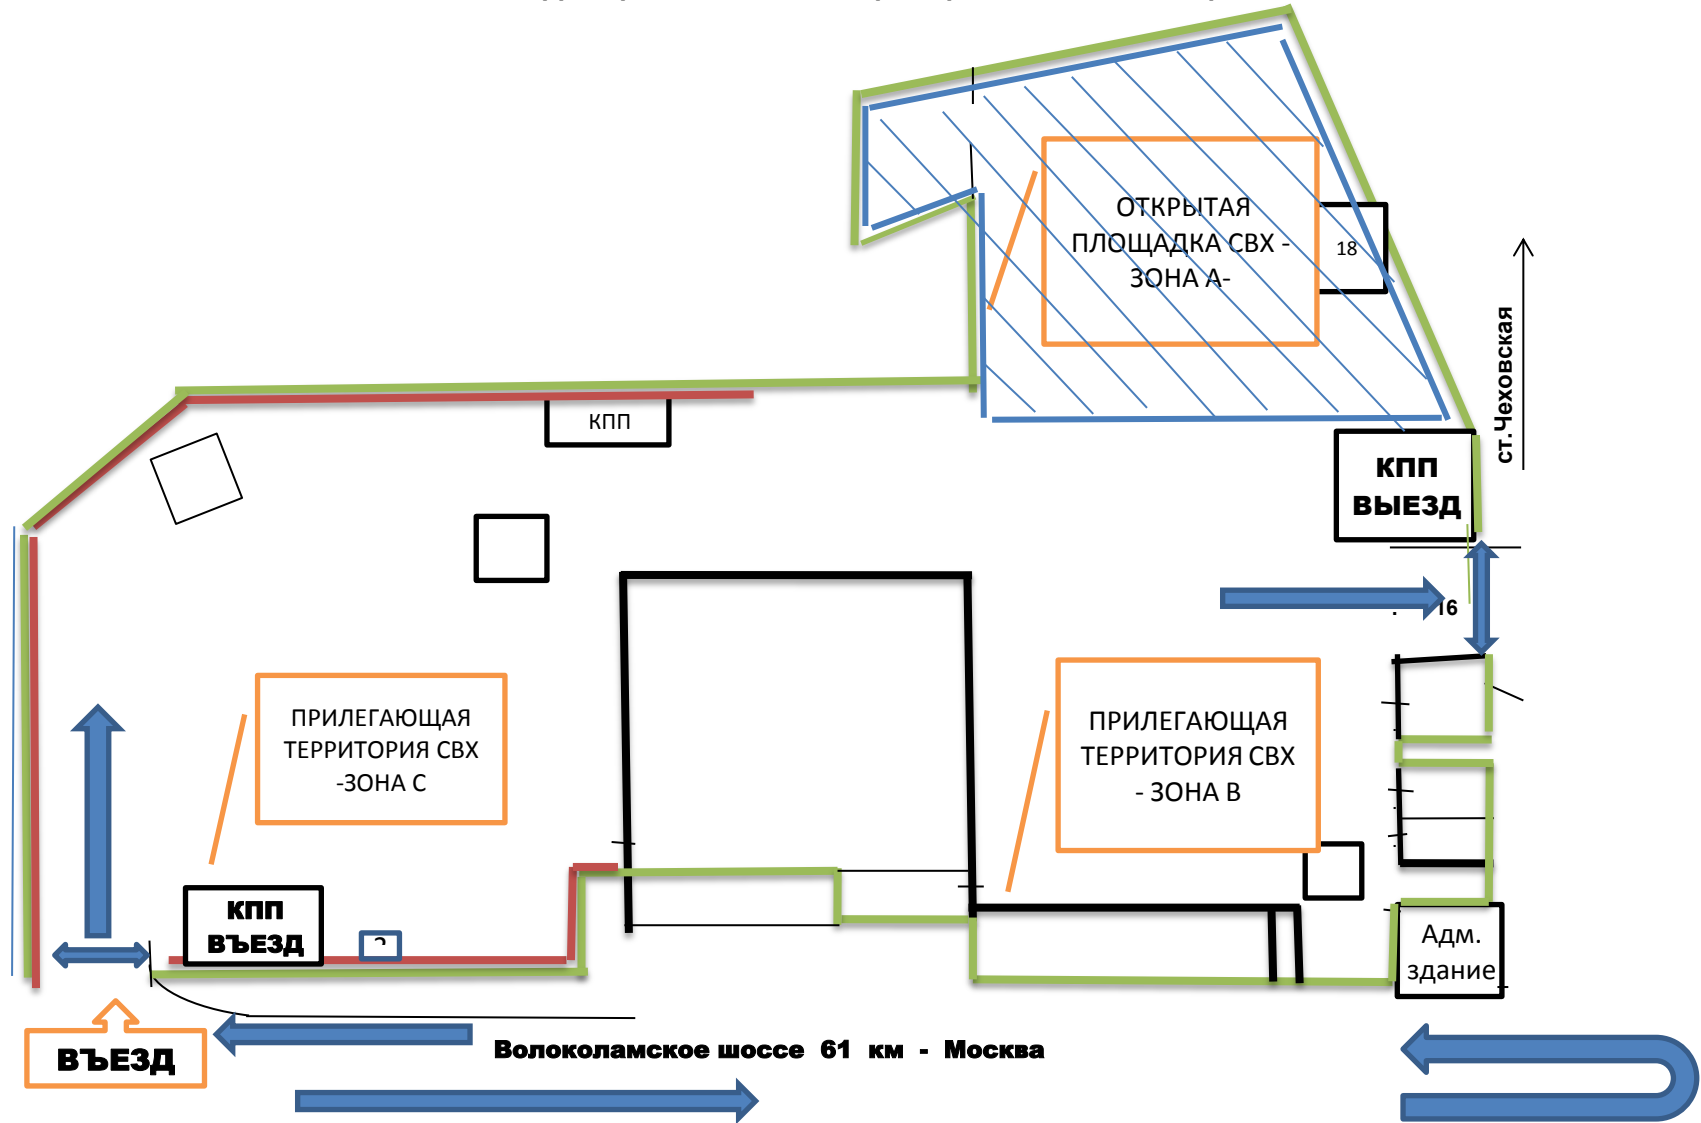 ОТКРЫТАЯ
ПЛОЩАДКА СВХ -
ЗОНА А-
18
ст.Чеховская
КПП
КПП
ВЫЕЗД
16
ПРИЛЕГАЮЩАЯ
ТЕРРИТОРИЯ СВХ
-ЗОНА С
ПРИЛЕГАЮЩАЯ
ТЕРРИТОРИЯ СВХ
- ЗОНА В
КПП
ВЪЕЗД
Адм.
здание
ВЪЕЗД
Волоколамское шоссе 61 км - Москва